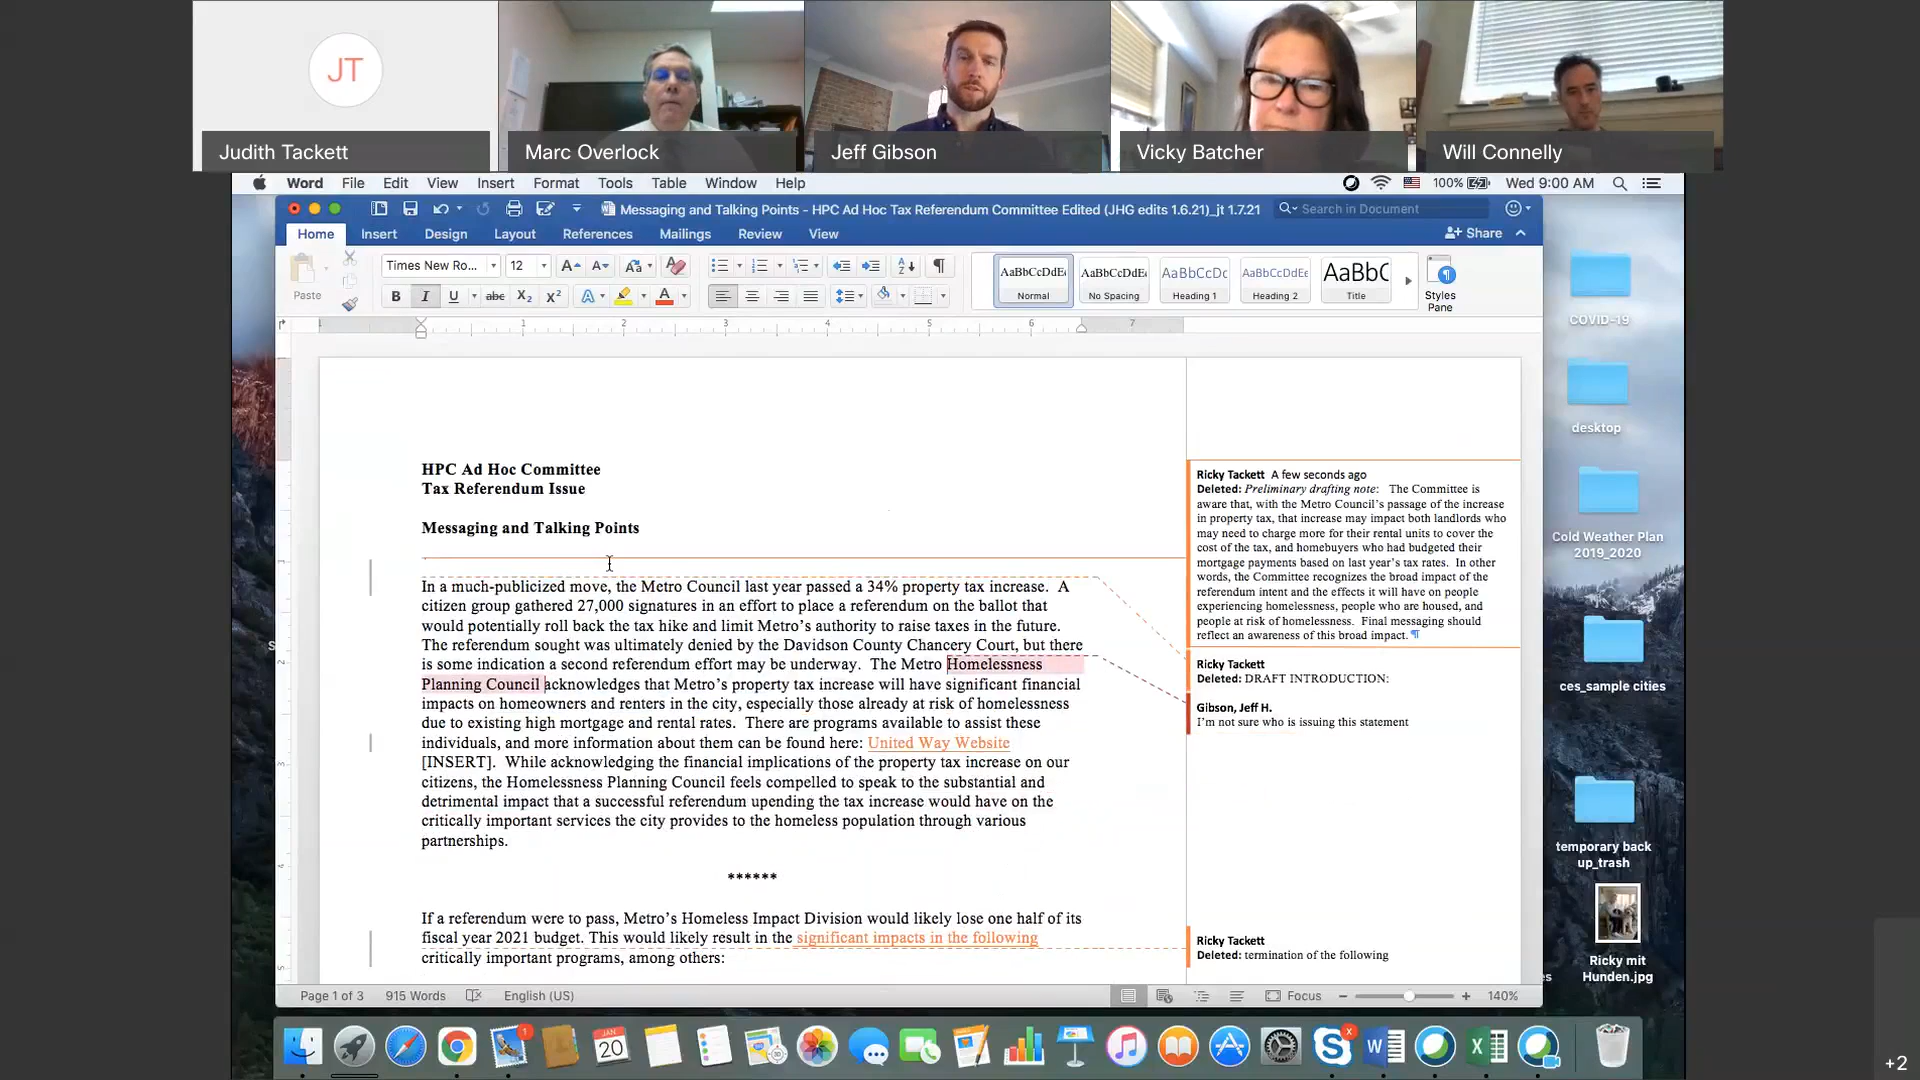 JT
Judith Tackett
Marc Overlock
Jeff Gibson
Vicky Batcher
Will Connelly
Word File Edit View Insert Format Tools Table Window Help
100% Wed 9:00 AM
Messaging and Talking Points - HPC Ad Hoc Tax Referendum Committee Edited (JHG edits 1.6.21)_jt 1.7.21
Search in Document
Home Insert Design Layout References Mailings Review View
Share
Paste
Times New Ro... 12
B I U abc X₂ X²
AaBbCcDdEe AaBbCcDdEe AaBbCcDc AaBbCcDdEe AaBbC
Normal No Spacing Heading 1 Heading 2 Title
Styles
Pane
1 1 2 3 4 5 6 7
HPC Ad Hoc Committee
Tax Referendum Issue
Messaging and Talking Points
In a much-publicized move, the Metro Council last year passed a 34% property tax increase. A
citizen group gathered 27,000 signatures in an effort to place a referendum on the ballot that
would potentially roll back the tax hike and limit Metro’s authority to raise taxes in the future.
The referendum sought was ultimately denied by the Davidson County Chancery Court, but there
is some indication a second referendum effort may be underway. The Metro Homelessness
Planning Council acknowledges that Metro’s property tax increase will have significant financial
impacts on homeowners and renters in the city, especially those already at risk of homelessness
due to existing high mortgage and rental rates. There are programs available to assist these
individuals, and more information about them can be found here: United Way Website
[INSERT]. While acknowledging the financial implications of the property tax increase on our
citizens, the Homelessness Planning Council feels compelled to speak to the substantial and
detrimental impact that a successful referendum upending the tax increase would have on the
critically important services the city provides to the homeless population through various
partnerships.
******
If a referendum were to pass, Metro’s Homeless Impact Division would likely lose one half of its
fiscal year 2021 budget. This would likely result in the significant impacts in the following
critically important programs, among others:
Ricky Tackett A few seconds ago
Deleted: Preliminary drafting note: The Committee is
aware that, with the Metro Council’s passage of the increase
in property tax, that increase may impact both landlords who
may need to charge more for their rental units to cover the
cost of the tax, and homebuyers who had budgeted their
mortgage payments based on last year’s tax rates. In other
words, the Committee recognizes the broad impact of the
referendum intent and the effects it will have on people
experiencing homelessness, people who are housed, and
people at risk of homelessness. Final messaging should
reflect an awareness of this broad impact. ¶
Ricky Tackett
Deleted: DRAFT INTRODUCTION:
Gibson, Jeff H.
I’m not sure who is issuing this statement
Ricky Tackett
Deleted: termination of the following
COVID-19
desktop
Cold Weather Plan
2019_2020
ces_sample cities
temporary back
up_trash
Ricky mit
Hunden.jpg
Page 1 of 3 915 Words English (US) Focus 140%
JAN
20
+2